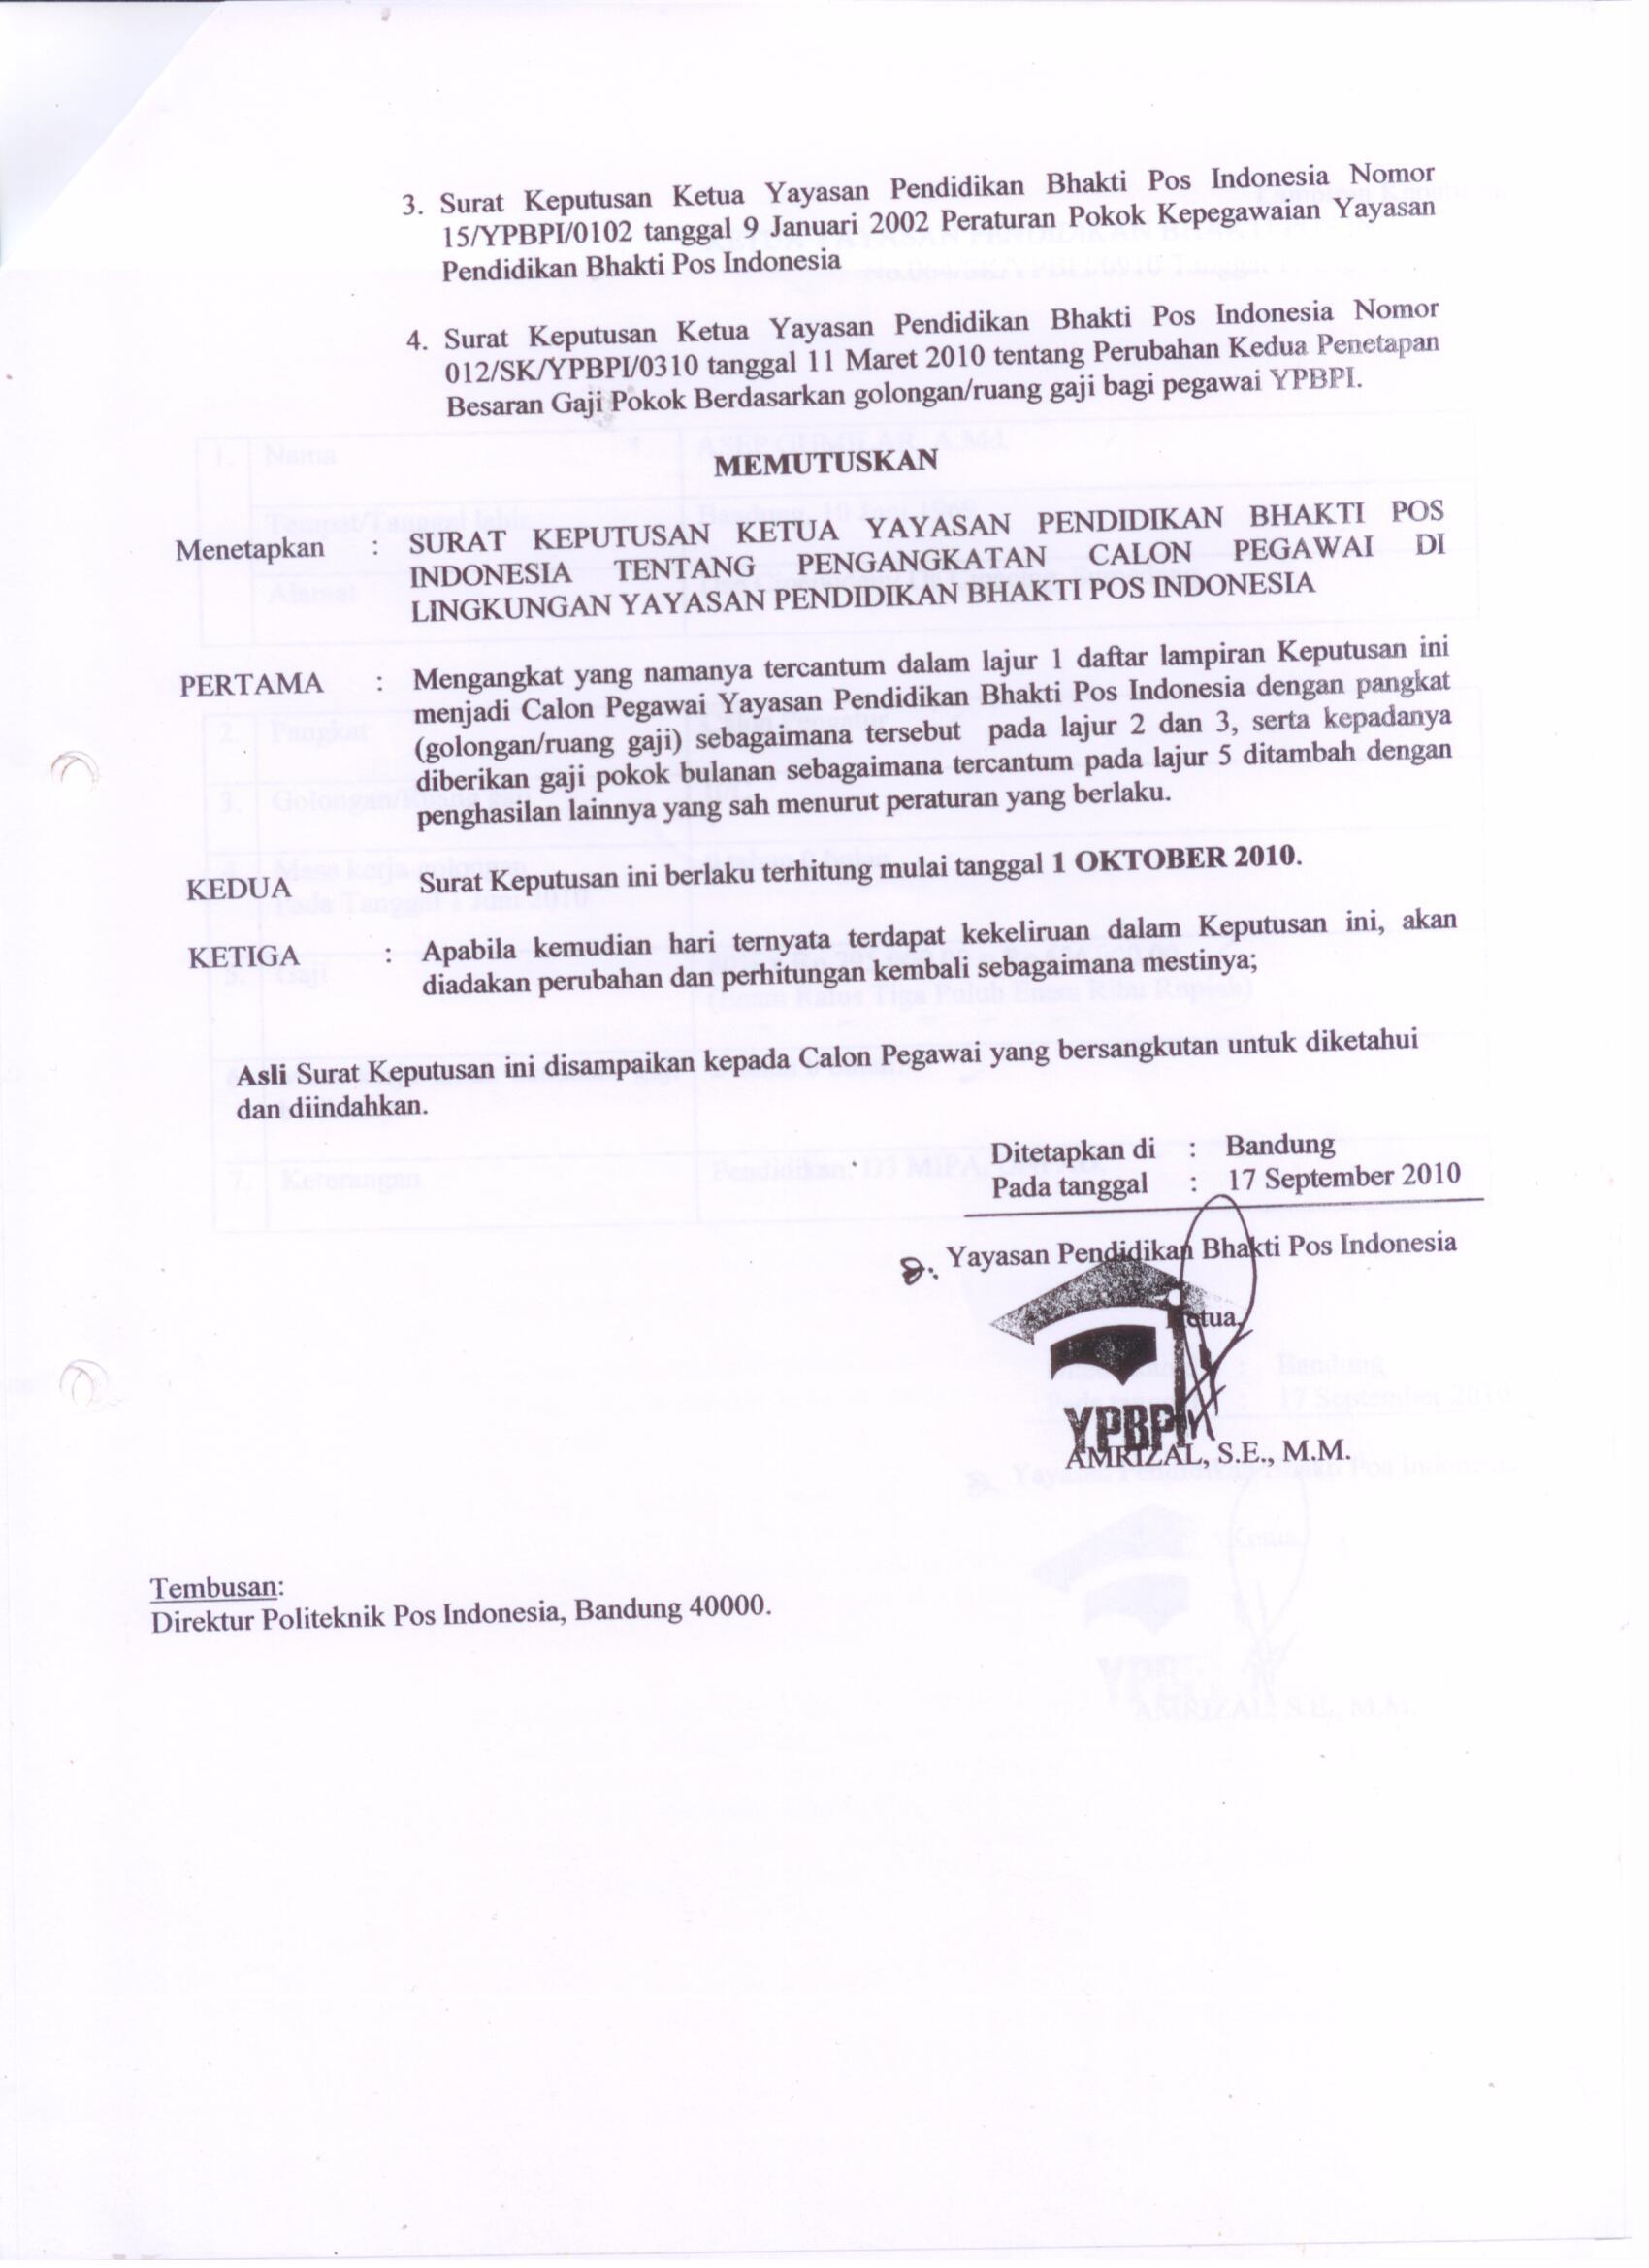 3. Surat Keputusan Ketua Yayasan Pendidikan Bhakti Pos Indonesia Nomor
15/YPBPI/0102 tanggal 9 Januari 2002 Peraturan Pokok Kepegawaian Yayasan
Pendidikan Bhakti Pos Indonesia
4. Surat Keputusan Ketua Yayasan Pendidikan Bhakti Pos Indonesia Nomor
012/SK/YPBPI/0310 tanggal 11 Maret 2010 tentang Perubahan Kedua Penetapan
Besaran Gaji Pokok Berdasarkan golongan/ruang gaji bagi pegawai YPBPI.
MEMUTUSKAN
Menetapkan : SURAT KEPUTUSAN KETUA YAYASAN PENDIDIKAN BHAKTI POS
INDONESIA TENTANG PENGANGKATAN CALON PEGAWAI DI
LINGKUNGAN YAYASAN PENDIDIKAN BHAKTI POS INDONESIA
PERTAMA : Mengangkat yang namanya tercantum dalam lajur 1 daftar lampiran Keputusan ini
menjadi Calon Pegawai Yayasan Pendidikan Bhakti Pos Indonesia dengan pangkat
(golongan/ruang gaji) sebagaimana tersebut pada lajur 2 dan 3, serta kepadanya
diberikan gaji pokok bulanan sebagaimana tercantum pada lajur 5 ditambah dengan
penghasilan lainnya yang sah menurut peraturan yang berlaku.
KEDUA Surat Keputusan ini berlaku terhitung mulai tanggal 1 OKTOBER 2010.
KETIGA : Apabila kemudian hari ternyata terdapat kekeliruan dalam Keputusan ini, akan
diadakan perubahan dan perhitungan kembali sebagaimana mestinya;
Asli Surat Keputusan ini disampaikan kepada Calon Pegawai yang bersangkutan untuk diketahui
dan diindahkan.
Ditetapkan di : Bandung
Pada tanggal : 17 September 2010
Yayasan Pendidikan Bhakti Pos Indonesia
Ketua,
YPBPI
AMRIZAL, S.E., M.M.
Tembusan:
Direktur Politeknik Pos Indonesia, Bandung 40000.